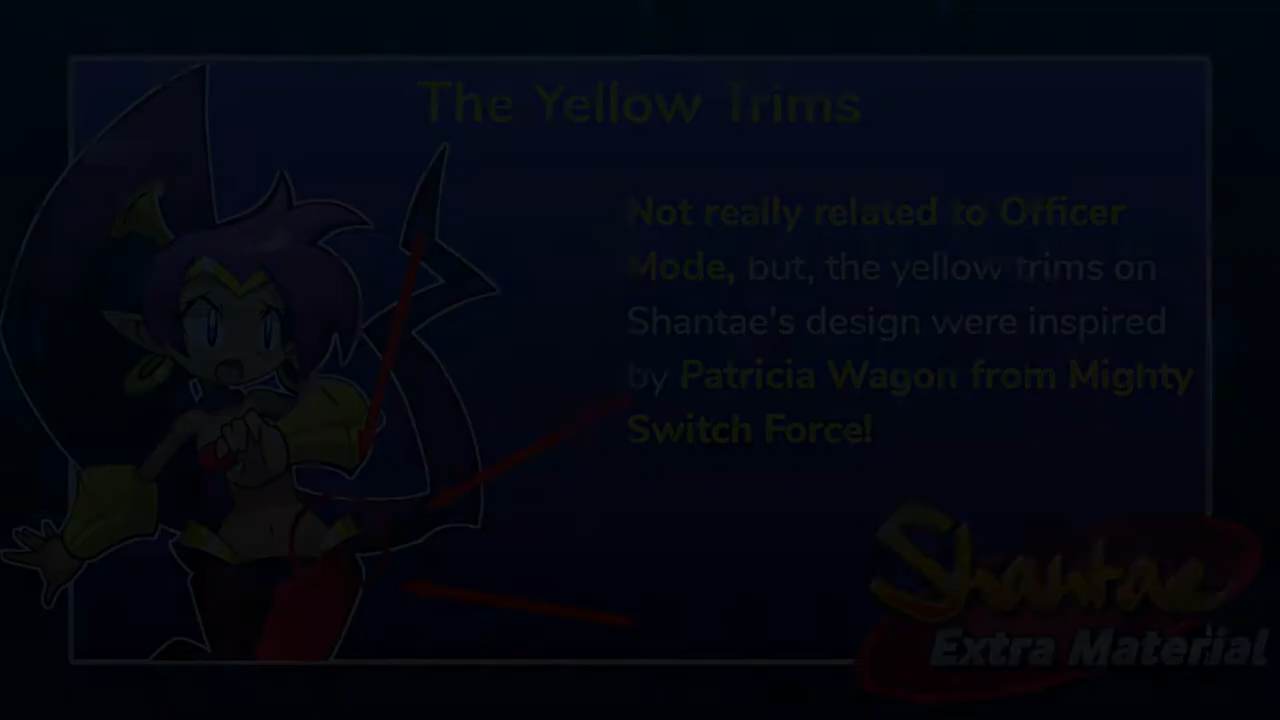 The Yellow Trims
Not really related to Officer
Mode, but, the yellow trims on
Shantae's design were inspired
by Patricia Wagon from Mighty
Switch Force!
Shantae
Extra Material